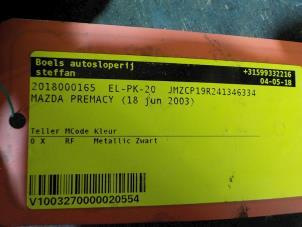 Boels autosloperij +31599332216
steffan 04-05-18
2018000165 EL-PK-20 JMZCP19R241346334
MAZDA PREMACY (18 jun 2003)
Teller MCode Kleur
0 X RF Metallic Zwart
V1003270000020554